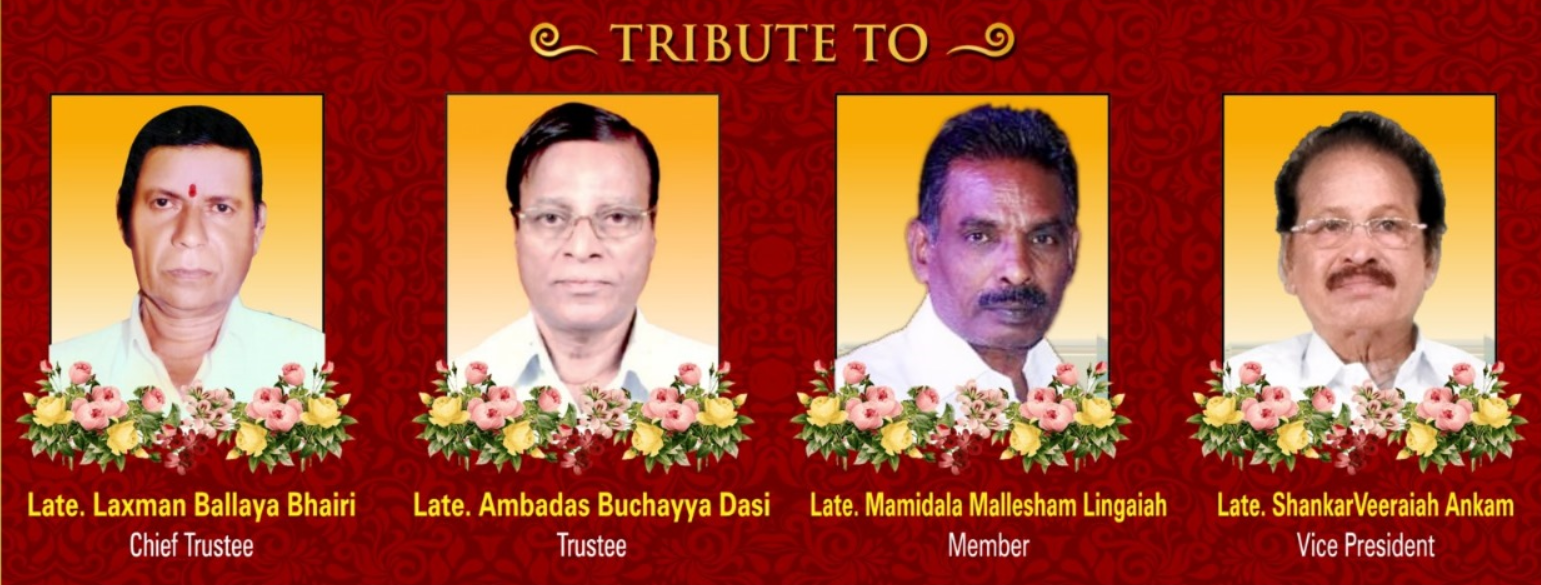 TRIBUTE TO
Late. Laxman Ballaya Bhairi
Chief Trustee
Late. Ambadas Buchayya Dasi
Trustee
Late. Mamidala Mallesham Lingaiah
Member
Late. ShankarVeeraiah Ankam
Vice President